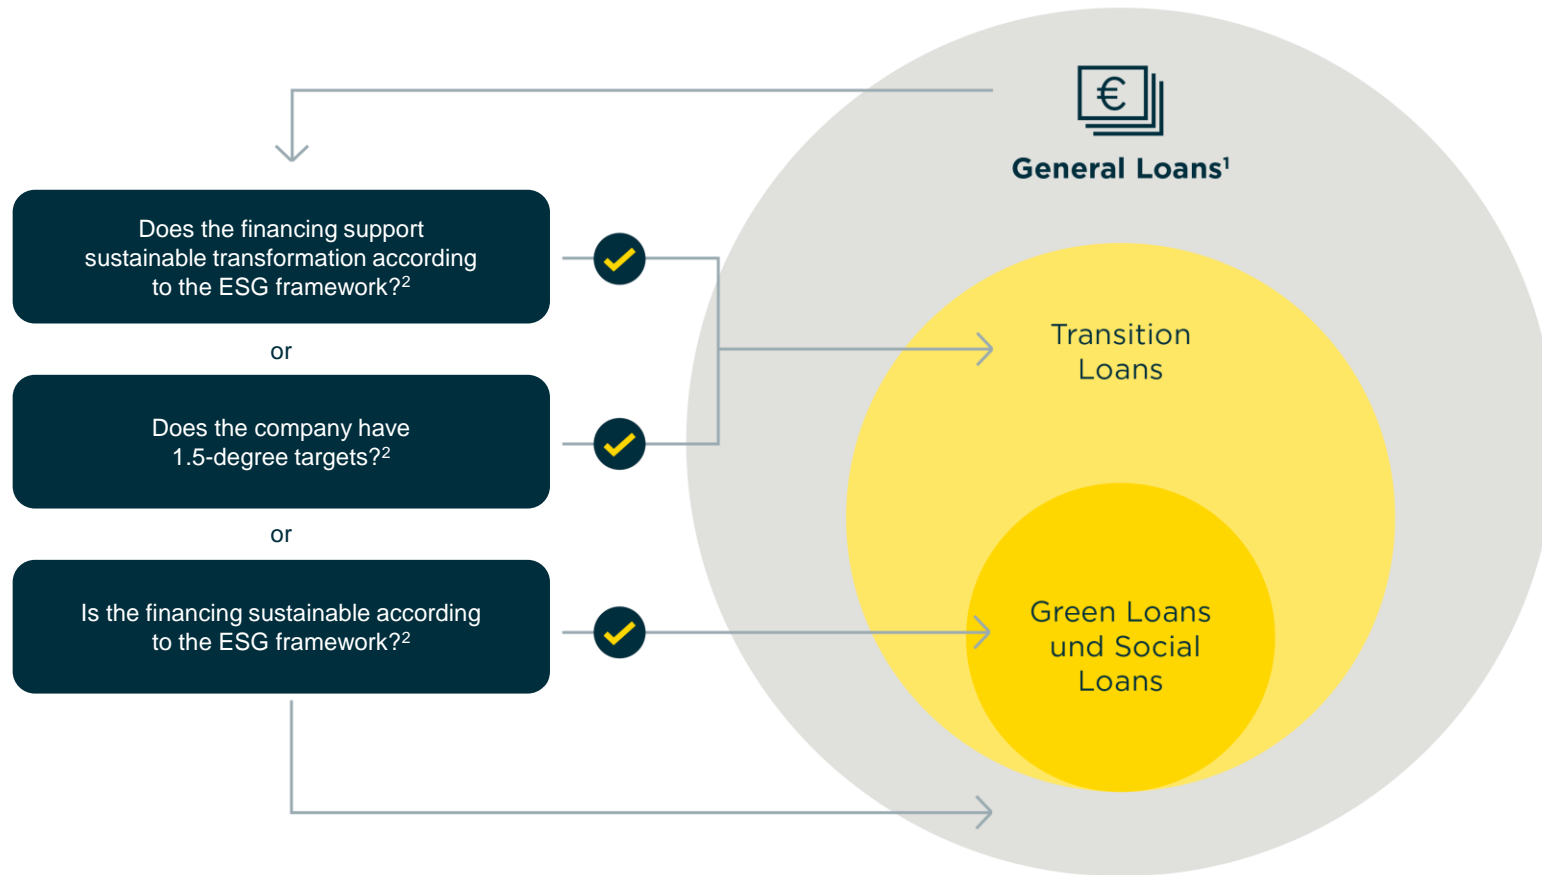 €
General Loans¹
Does the financing support
sustainable transformation according
to the ESG framework?²
or
Does the company have
1.5-degree targets?²
or
Is the financing sustainable according
to the ESG framework?²
Transition
Loans
Green Loans
und Social
Loans